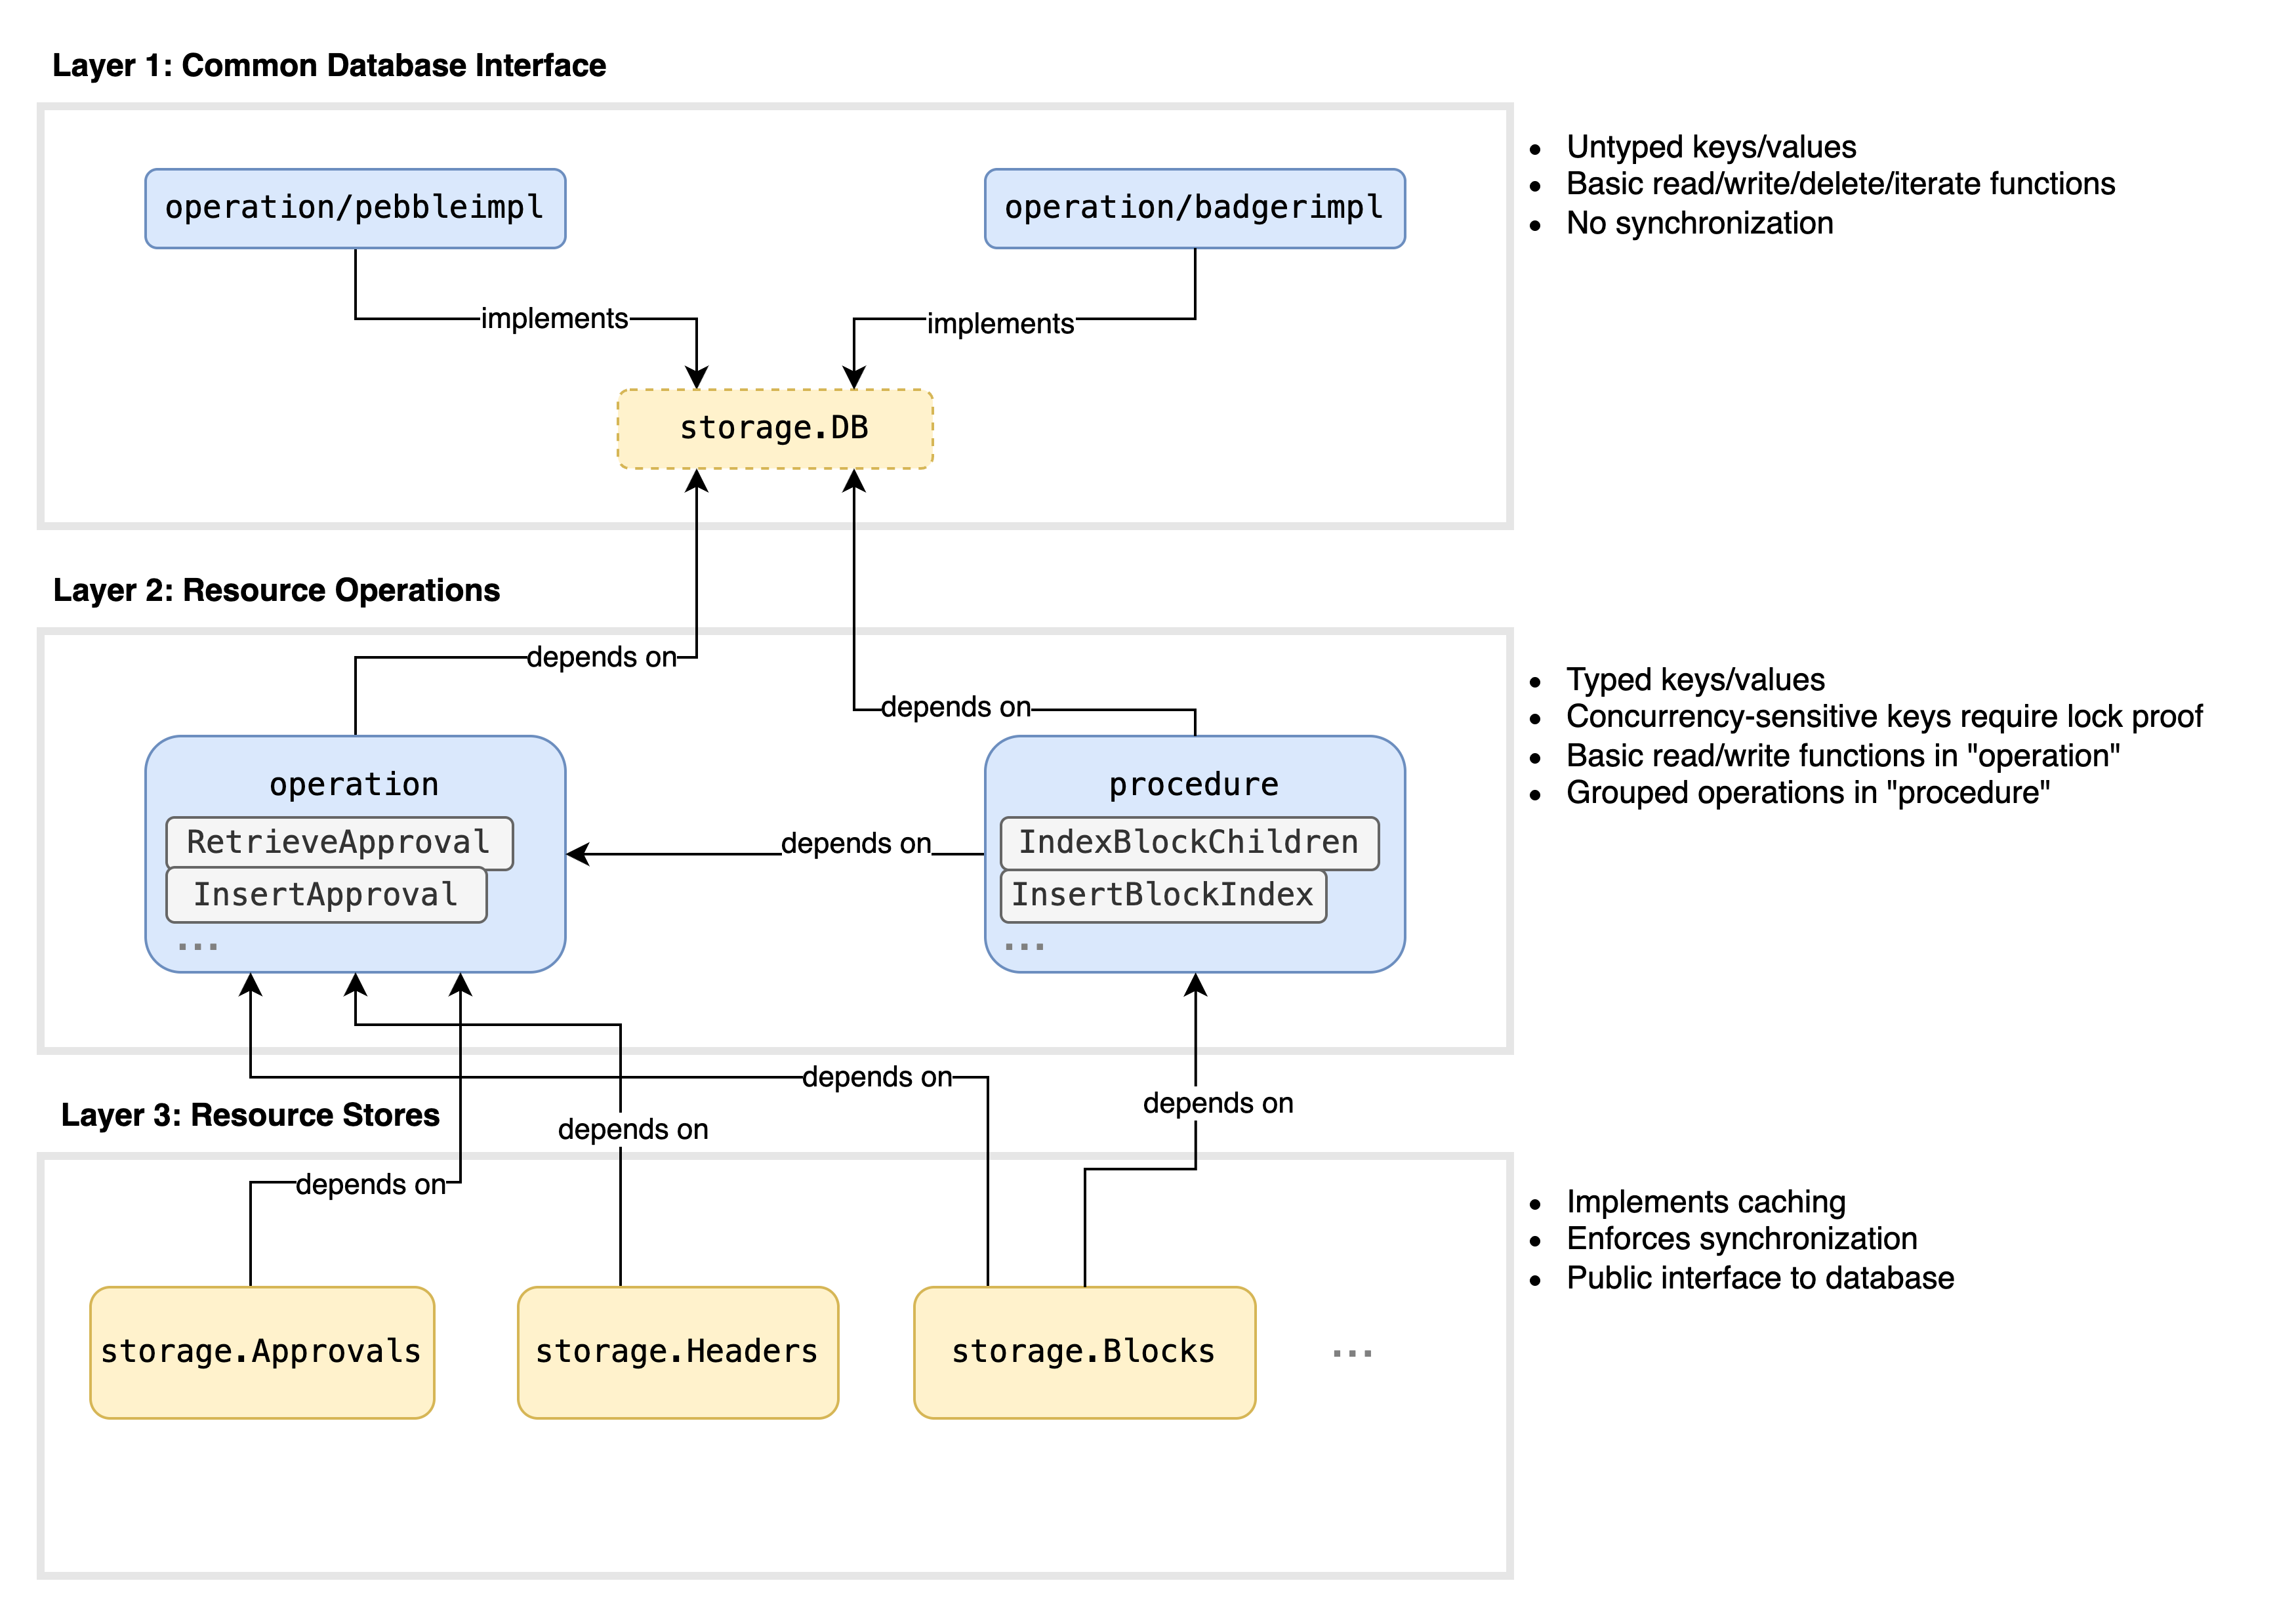 Layer 1: Common Database Interface
operation/pebbleimpl
operation/badgerimpl
implements
implements
storage.DB
• Untyped keys/values
• Basic read/write/delete/iterate functions
• No synchronization
Layer 2: Resource Operations
depends on
depends on
operation
RetrieveApproval
InsertApproval
...
depends on
procedure
IndexBlockChildren
InsertBlockIndex
...
• Typed keys/values
• Concurrency-sensitive keys require lock proof
• Basic read/write functions in "operation"
• Grouped operations in "procedure"
depends on
depends on
Layer 3: Resource Stores
depends on
depends on
storage.Approvals
storage.Headers
storage.Blocks
...
• Implements caching
• Enforces synchronization
• Public interface to database